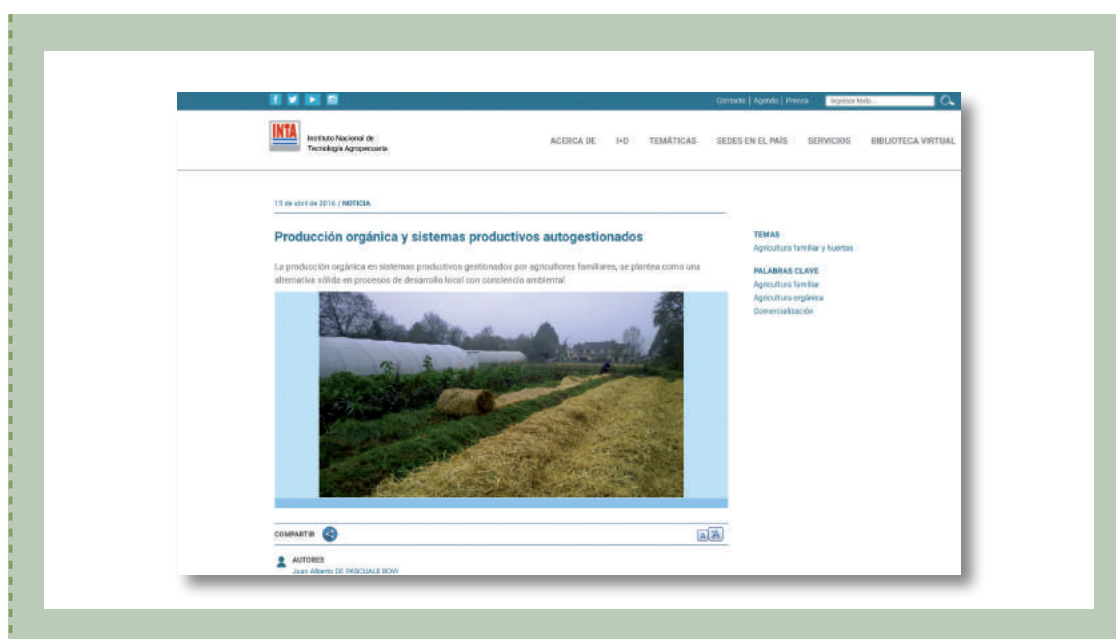 Contacto | Agenda | Prensa
Ingresar texto...
INTA
Instituto Nacional de
Tecnología Agropecuaria
ACERCA DE I+D TEMÁTICAS SEDES EN EL PAÍS SERVICIOS BIBLIOTECA VIRTUAL
15 de abril de 2016 / NOTICIA
Producción orgánica y sistemas productivos autogestionados
La producción orgánica en sistemas productivos gestionados por agricultores familiares, se plantea como una
alternativa sólida en procesos de desarrollo local con conciencia ambiental
TEMAS
Agricultura familiar y huertas
PALABRAS CLAVE
Agricultura familiar
Agricultura orgánica
Comercialización
COMPARTIR
A A
AUTORES
Juan Alberto DE PASCUALE BOVI